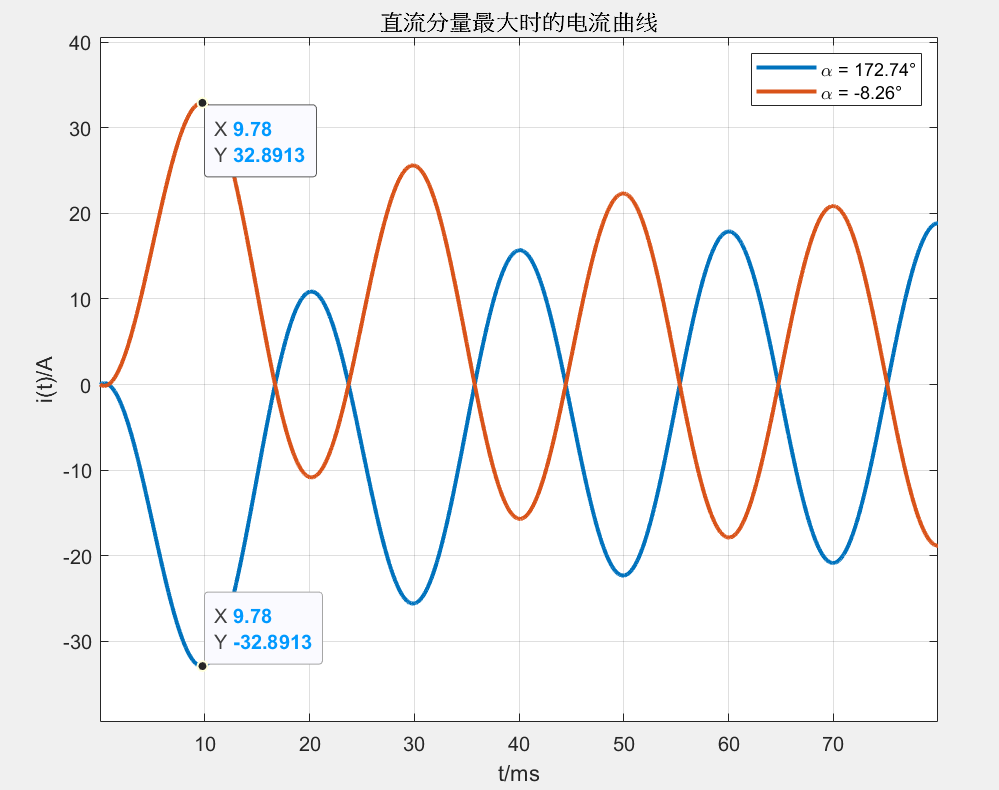 直流分量最大时的电流曲线
α = 172.74°
α = -8.26°
X 9.78
Y 32.8913
X 9.78
Y -32.8913
40
30
20
10
0
-10
-20
-30
i(t)/A
10 20 30 40 50 60 70
t/ms